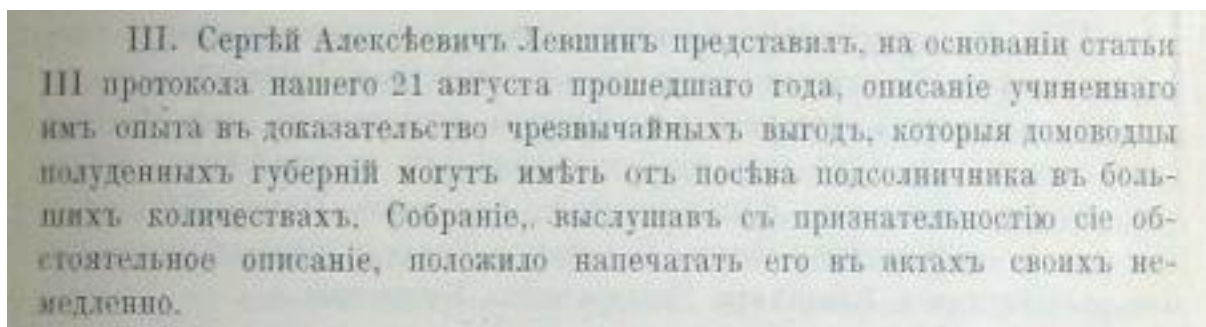 III. Сергѣй Алексѣевичъ Левшинъ представилъ, на основаніи статьи
III протокола нашего 21 августа прошедшаго года, описаніе учиненнаго
имъ опыта въ доказательство чрезвычайныхъ выгодъ, которыя домоводцы
полуденныхъ губерній могутъ имѣть отъ посѣва подсолничника въ боль-
шихъ количествахъ. Собраніе, выслушавъ съ признательностію сіе об-
стоятельное описаніе, положило напечатать его въ актахъ своихъ не-
медленно.